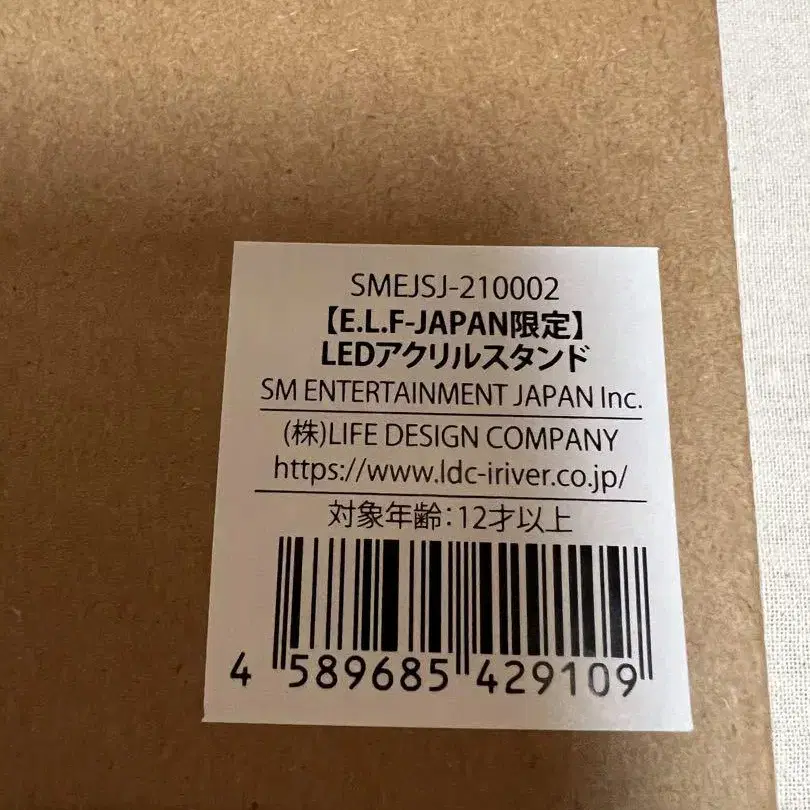 SMEJSJ-210002
【E.L.F-JAPAN限定】
LEDアクリルスタンド
SM ENTERTAINMENT JAPAN Inc.
(株)LIFE DESIGN COMPANY
https://www.ldc-iriver.co.jp/
対象年齢：12才以上
4 589685 429109